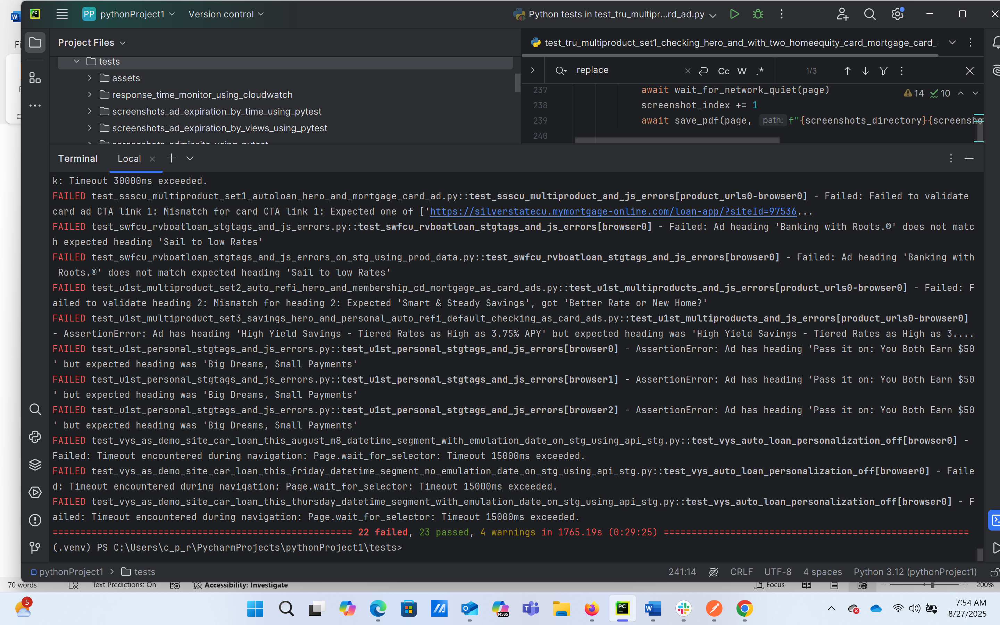 PC
PP pythonProject1
Version control
Python tests in test_tru_multipr...rd_ad.py
W
Fi
Project Files
test_tru_multiproduct_set1_checking_hero_and_with_two_homeequity_card_mortgage_card_
tests
assets
response_time_monitor_using_cloudwatch
screenshots_ad_expiration_by_time_using_pytest
screenshots_ad_expiration_by_views_using_pytest
replace
Cc W .*
1/3
237 await wait_for_network_quiet(page)
14 10
238 screenshot_index += 1
239 await save_pdf(page, path: f"{screenshots_directory}{screensho
240
Terminal Local
k: Timeout 30000ms exceeded.
FAILED test_ssscu_multiproduct_set1_autoloan_hero_and_mortgage_card_ad.py::test_ssscu_multiproduct_and_js_errors[product_urls0-browser0] - Failed: Failed to validate
card ad CTA link 1: Mismatch for card CTA link 1: Expected one of ['https://silverstatecu.mymortgage-online.com/loan-app/?siteId=97536...
FAILED test_swfcu_rvboatloan_stgtags_and_js_errors.py::test_swfcu_rvboatloan_stgtags_and_js_errors[browser0] - Failed: Ad heading 'Banking with Roots.®' does not matc
h expected heading 'Sail to low Rates'
FAILED test_swfcu_rvboatloan_stgtags_and_js_errors_on_stg_using_prod_data.py::test_swfcu_rvboatloan_stgtags_and_js_errors[browser0] - Failed: Ad heading 'Banking with
Roots.®' does not match expected heading 'Sail to low Rates'
FAILED test_u1st_multiproduct_set2_auto_refi_hero_and_membership_cd_mortgage_as_card_ads.py::test_u1st_multiproducts_and_js_errors[product_urls0-browser0] - Failed: F
ailed to validate heading 2: Mismatch for heading 2: Expected 'Smart & Steady Savings', got 'Better Rate or New Home?'
FAILED test_u1st_multiproduct_set3_savings_hero_and_personal_auto_refi_default_checking_as_card_ads.py::test_u1st_multiproducts_and_js_errors[product_urls0-browser0]
- AssertionError: Ad has heading 'High Yield Savings - Tiered Rates as High as 3.75% APY' but expected heading was 'High Yield Savings - Tiered Rates as High as 3....
FAILED test_u1st_personal_stgtags_and_js_errors.py::test_u1st_personal_stgtags_and_js_errors[browser0] - AssertionError: Ad has heading 'Pass it on: You Both Earn $50
' but expected heading was 'Big Dreams, Small Payments'
FAILED test_u1st_personal_stgtags_and_js_errors.py::test_u1st_personal_stgtags_and_js_errors[browser1] - AssertionError: Ad has heading 'Pass it on: You Both Earn $50
' but expected heading was 'Big Dreams, Small Payments'
FAILED test_u1st_personal_stgtags_and_js_errors.py::test_u1st_personal_stgtags_and_js_errors[browser2] - AssertionError: Ad has heading 'Pass it on: You Both Earn $50
' but expected heading was 'Big Dreams, Small Payments'
FAILED test_vys_as_demo_site_car_loan_this_august_m8_datetime_segment_with_emulation_date_on_stg_using_api_stg.py::test_vys_auto_loan_personalization_off[browser0] -
Failed: Timeout encountered during navigation: Page.wait_for_selector: Timeout 15000ms exceeded.
FAILED test_vys_as_demo_site_car_loan_this_friday_datetime_segment_no_emulation_date_on_stg_using_api_stg.py::test_vys_auto_loan_personalization_off[browser0] - Faile
d: Timeout encountered during navigation: Page.wait_for_selector: Timeout 15000ms exceeded.
FAILED test_vys_as_demo_site_car_loan_this_thursday_datetime_segment_with_emulation_date_on_stg_using_api_stg.py::test_vys_auto_loan_personalization_off[browser0] - F
ailed: Timeout encountered during navigation: Page.wait_for_selector: Timeout 15000ms exceeded.
====================================================== 22 failed, 23 passed, 4 warnings in 1765.19s (0:29:25) =======================================================
(.venv) PS C:\Users\c_p_r\PycharmProjects\pythonProject1\tests>
pythonProject1 > tests
241:14 CRLF UTF-8 4 spaces Python 3.12 (pythonProject1)
70 words Text Predictions: On Accessibility: Investigate Focus 200%
5
M365
7:54 AM
8/27/2025